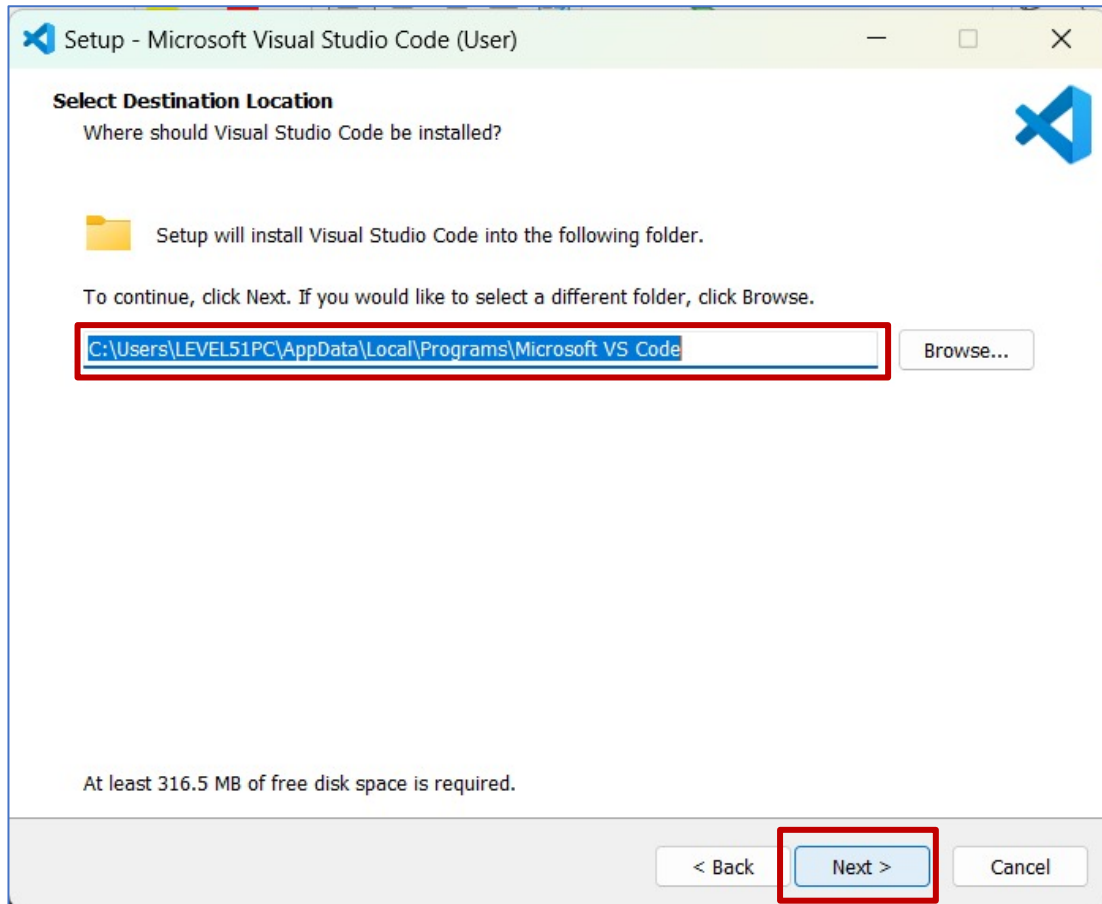 Setup - Microsoft Visual Studio Code (User)
Select Destination Location
Where should Visual Studio Code be installed?
Setup will install Visual Studio Code into the following folder.
To continue, click Next. If you would like to select a different folder, click Browse.
C:\Users\LEVEL51PC\AppData\Local\Programs\Microsoft VS Code
Browse...
At least 316.5 MB of free disk space is required.
< Back
Next >
Cancel